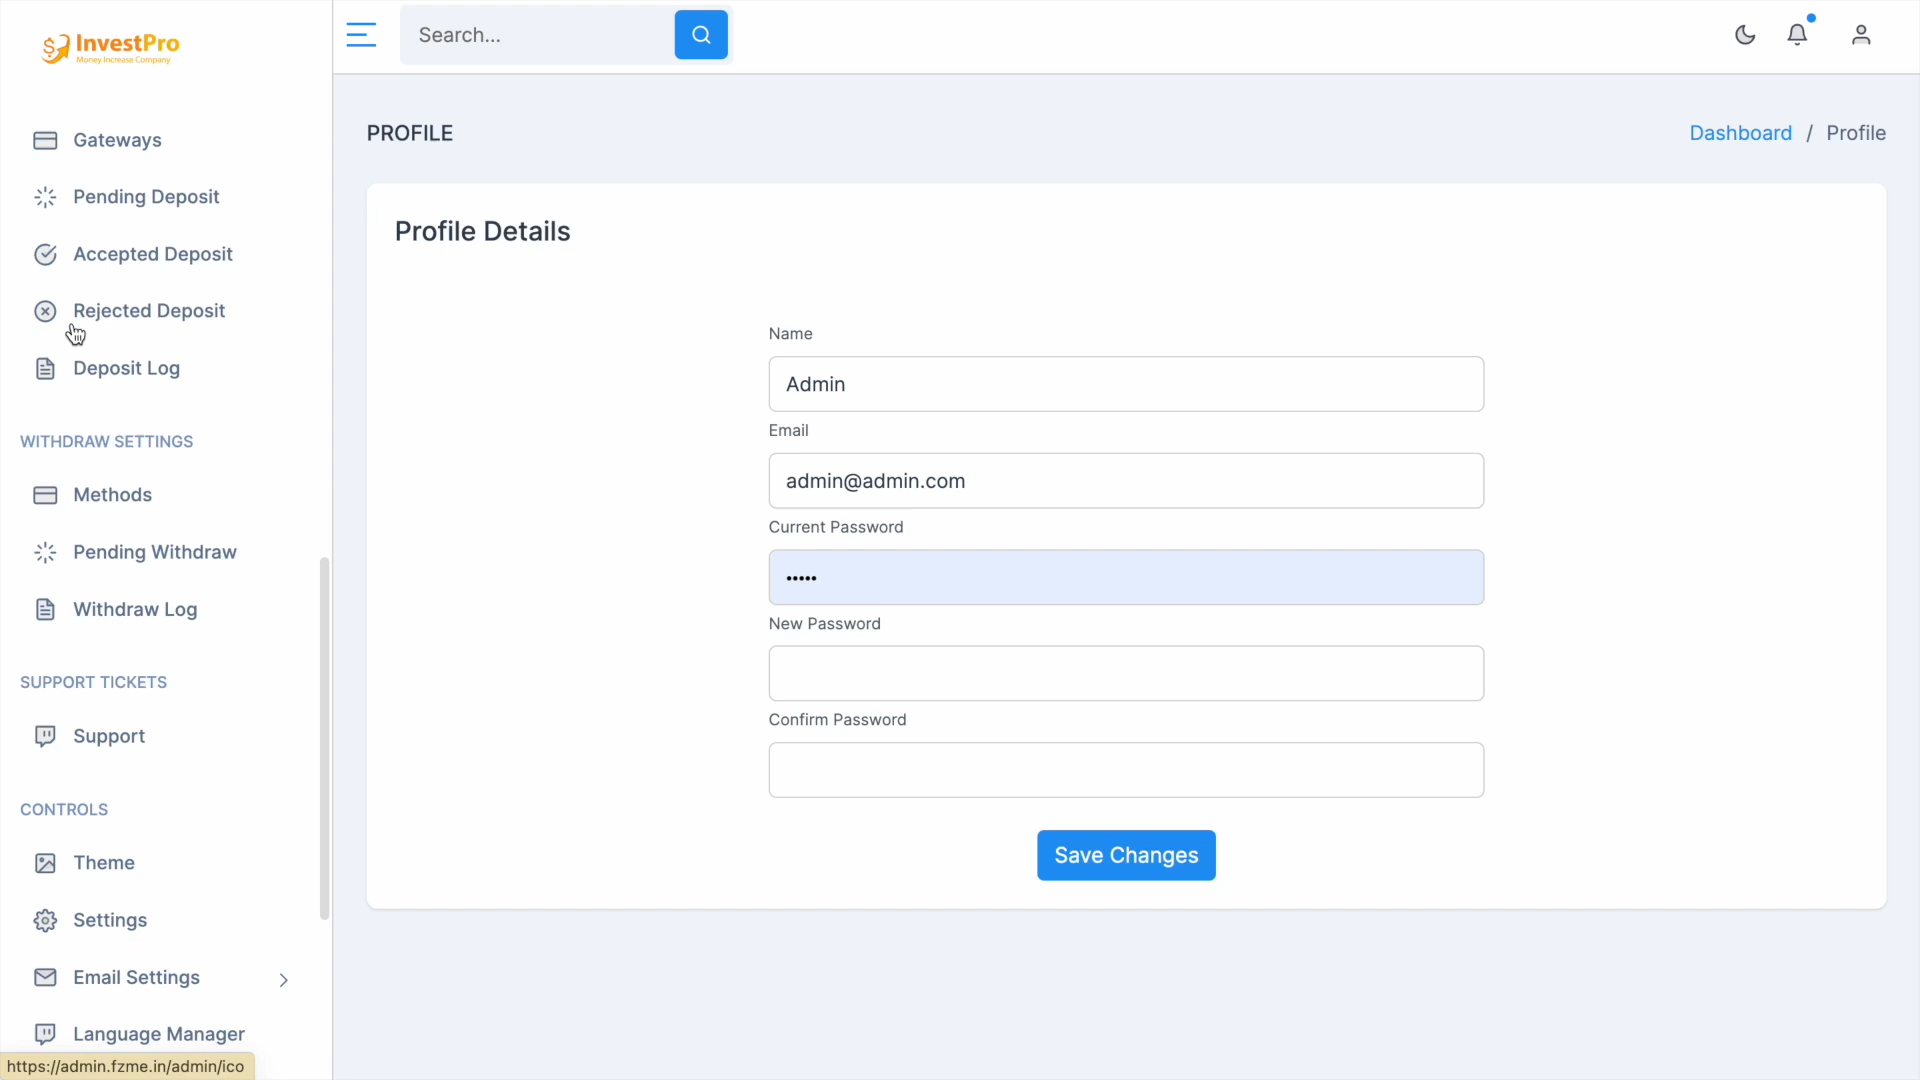 InvestPro
Money Increase Company
Search...
Gateways
Pending Deposit
Accepted Deposit
Rejected Deposit
Deposit Log
WITHDRAW SETTINGS
Methods
Pending Withdraw
Withdraw Log
SUPPORT TICKETS
Support
CONTROLS
Theme
Settings
Email Settings
Language Manager
https://admin.fzme.in/admin/ico
PROFILE
Dashboard / Profile
Profile Details
Name
Admin
Email
admin@admin.com
Current Password
•••••
New Password
Confirm Password
Save Changes